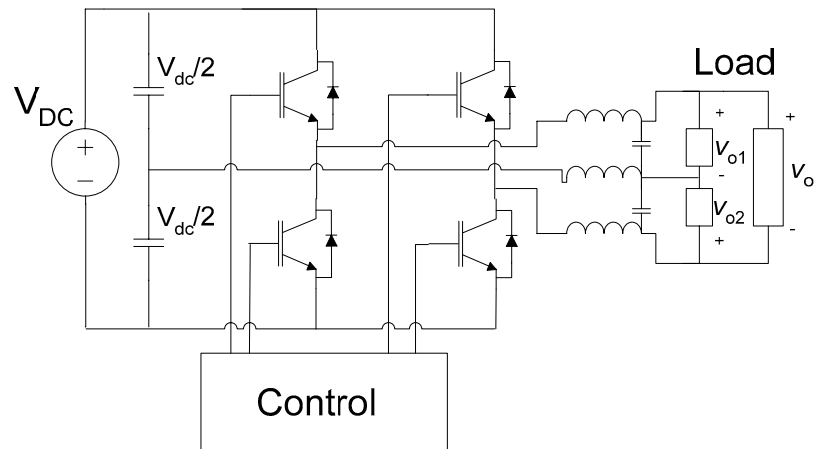 V_DC
V_dc/2
V_dc/2
+
−
Load
+
v_o1
-
v_o2
+
+
v_o
-
Control